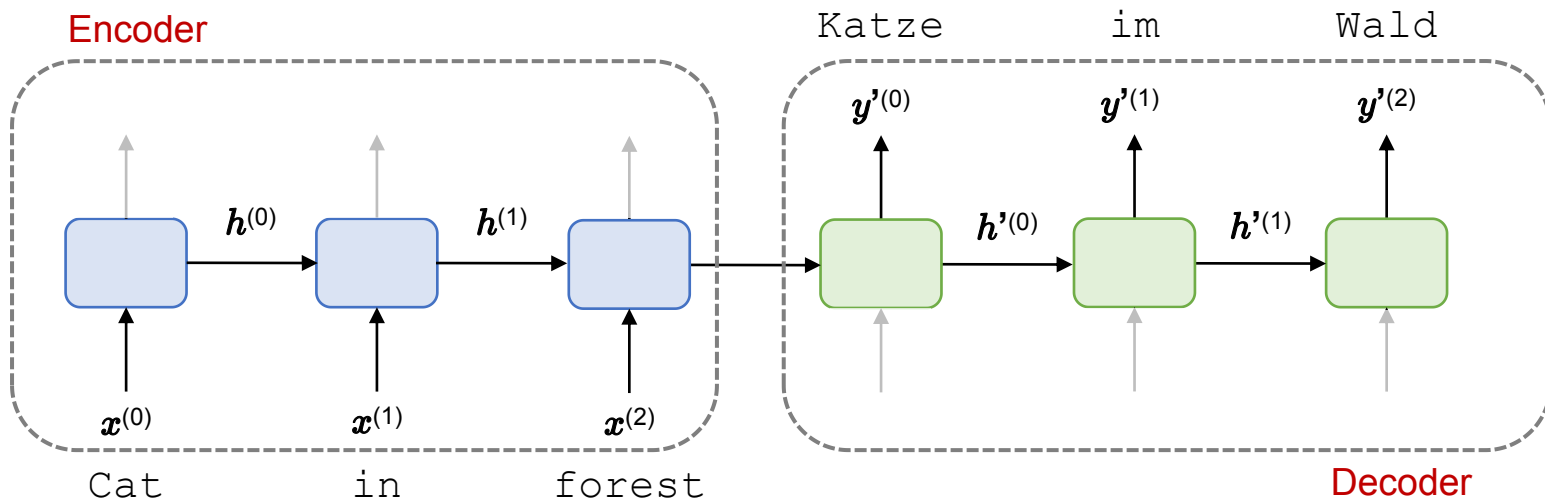 Encoder
Katze im Wald
y’(0) y’(1) y’(2)
h(0) h(1) h’(0) h’(1)
x(0) x(1) x(2)
Cat in forest
Decoder